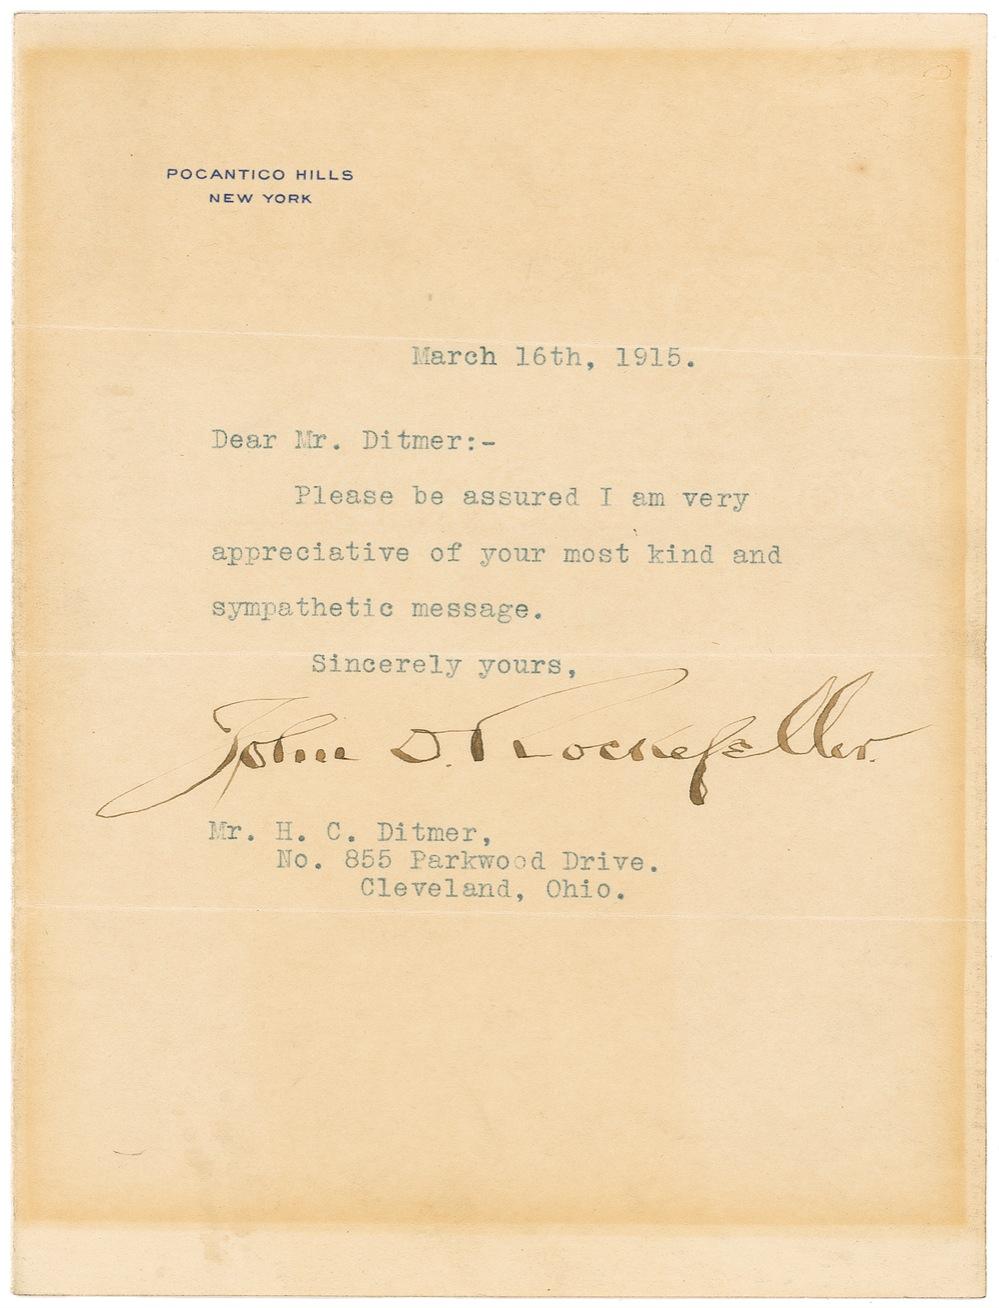 POCANTICO HILLS
NEW YORK
March 16th, 1915.
Dear Mr. Ditmer:-
Please be assured I am very
appreciative of your most kind and
sympathetic message.
Sincerely yours,
John D. Rockefeller.
Mr. H. C. Ditmer,
No. 855 Parkwood Drive.
Cleveland, Ohio.